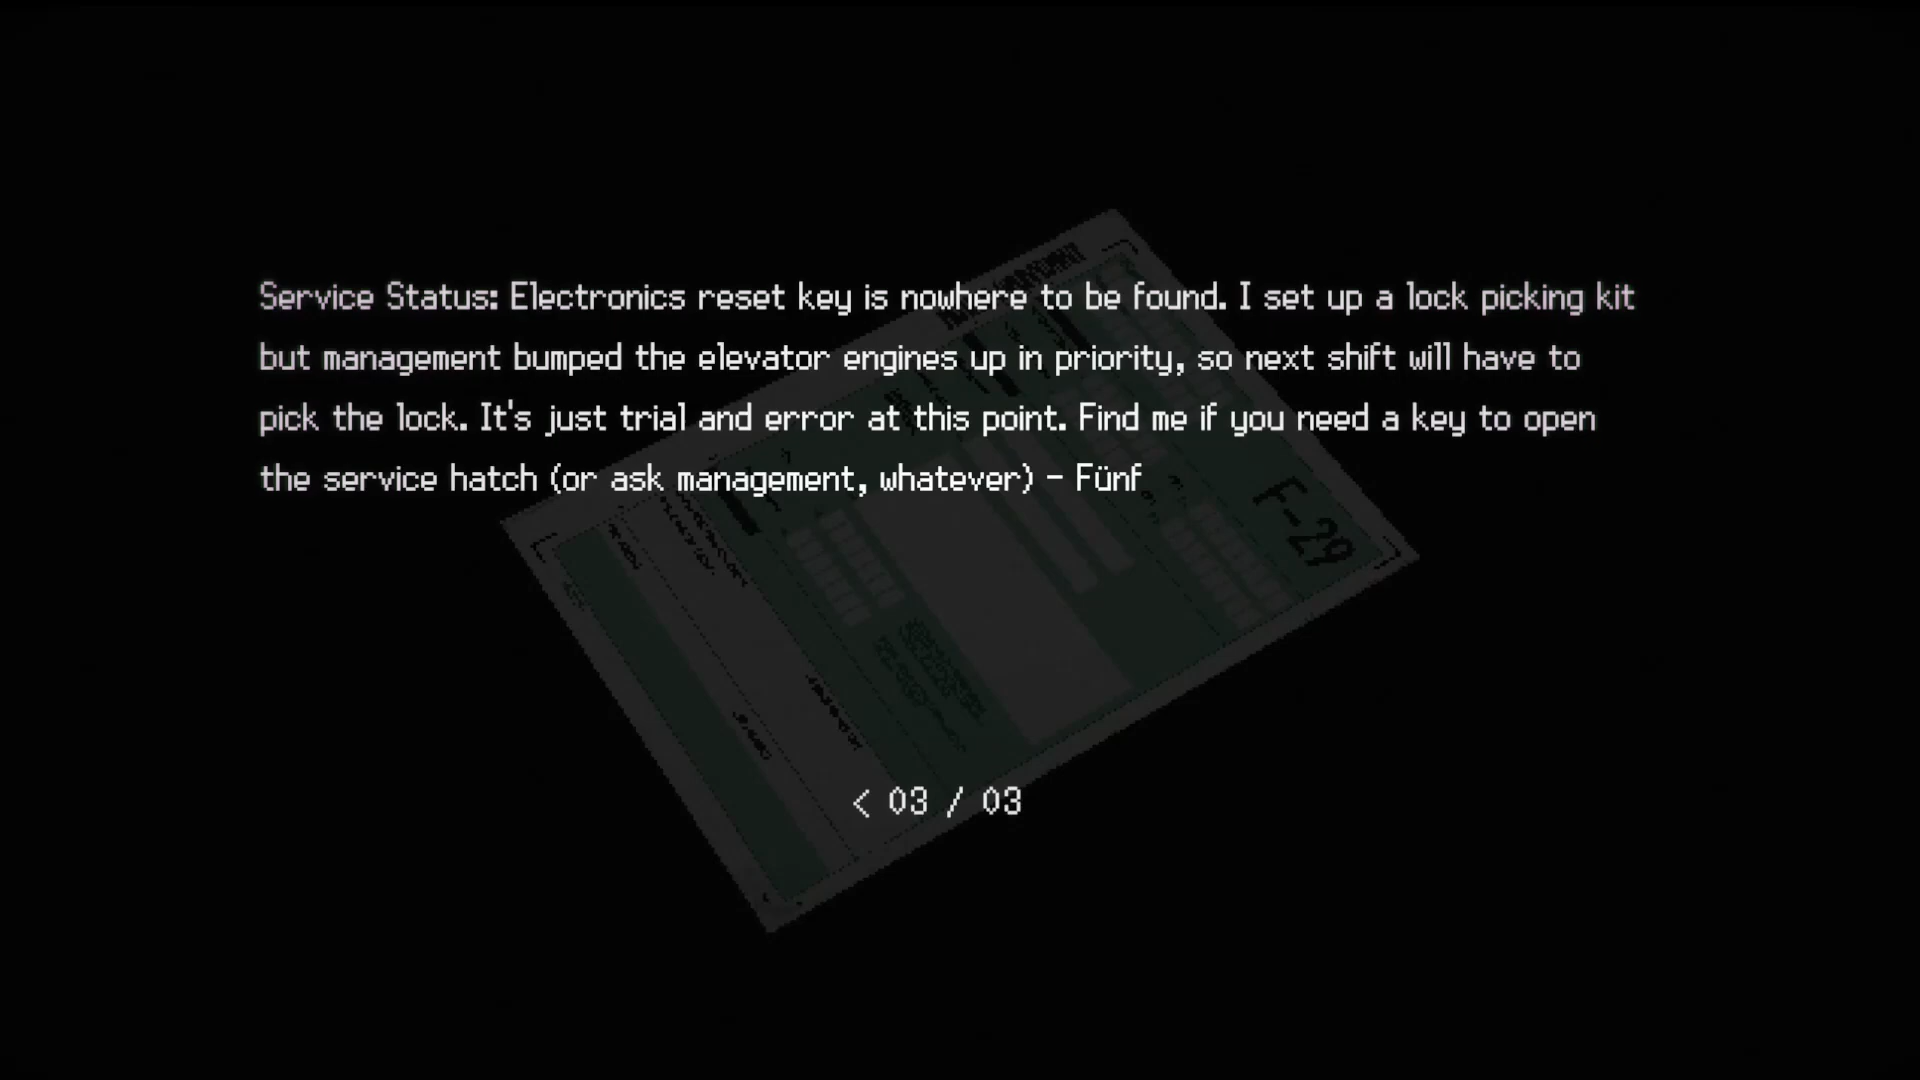 Service Status: Electronics reset key is nowhere to be found. I set up a lock picking kit
but management bumped the elevator engines up in priority, so next shift will have to
pick the lock. It's just trial and error at this point. Find me if you need a key to open
the service hatch (or ask management, whatever) - Fünf
F-29
< 03 / 03